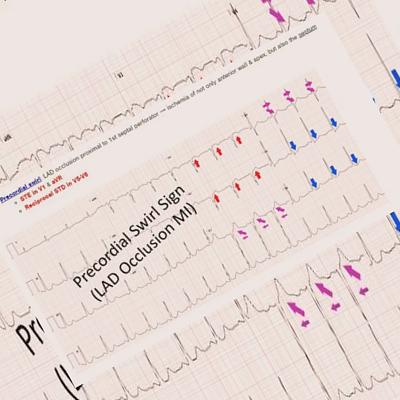 Precordial swirl: LAD occlusion proximal to 1st septal perforator → ischemia of not only anterior wall & apex, but also the septum
STE in V1 & aVR
Reciprocal STD in V5-V6
Precordial Swirl Sign
(LAD Occlusion MI)
V1
Pr
(L